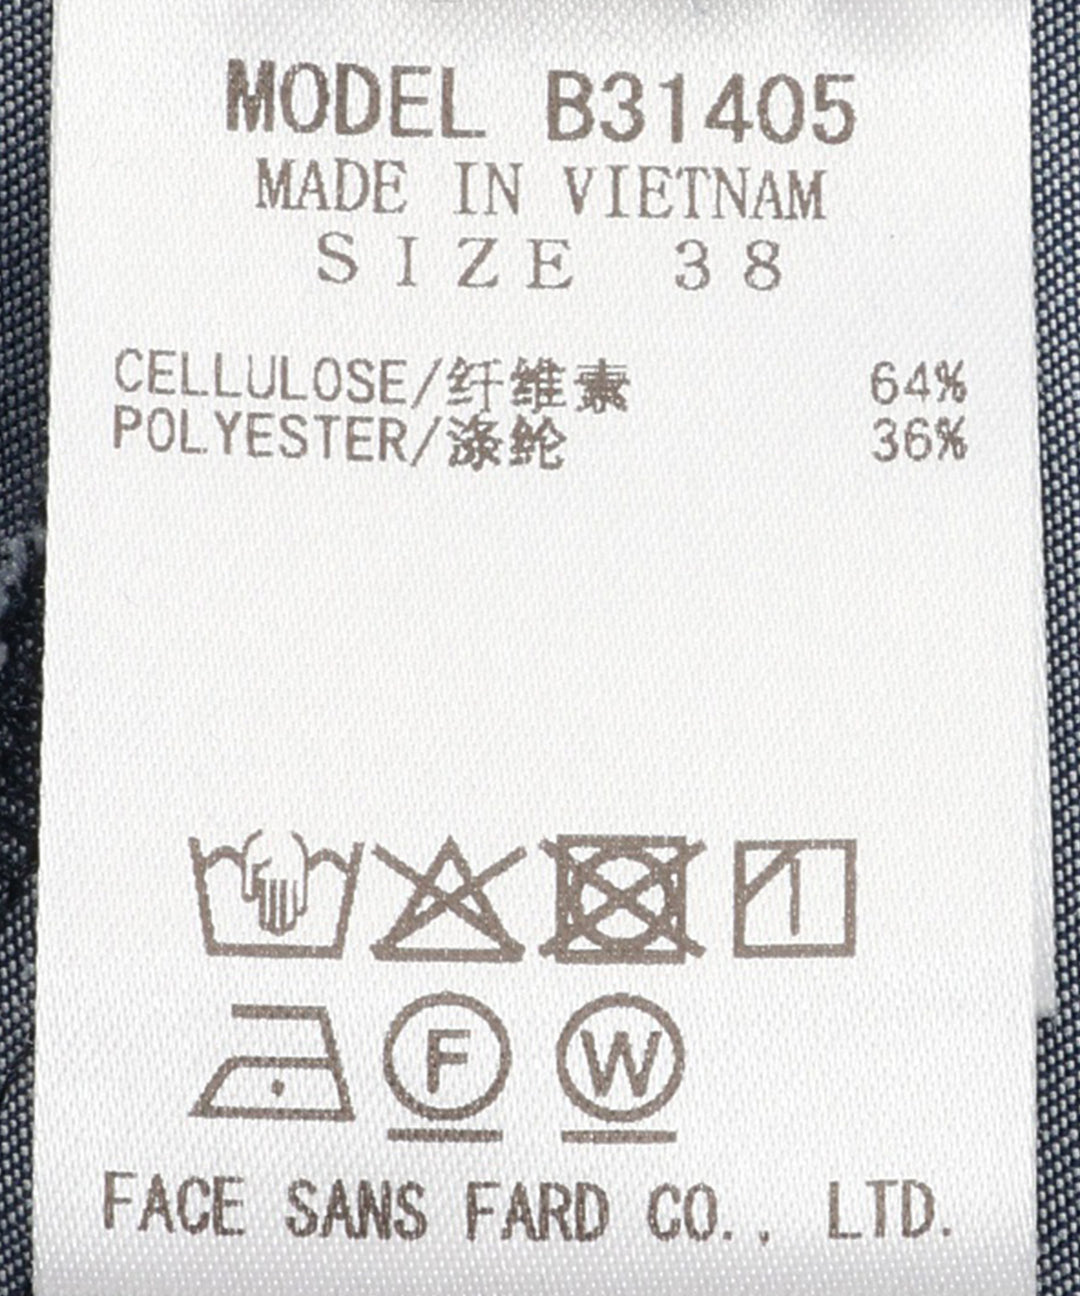 MODEL B31405
MADE IN VIETNAM
SIZE 38
CELLULOSE/纤维素 64%
POLYESTER/涤纶 36%
F W
FACE SANS FARD CO., LTD.